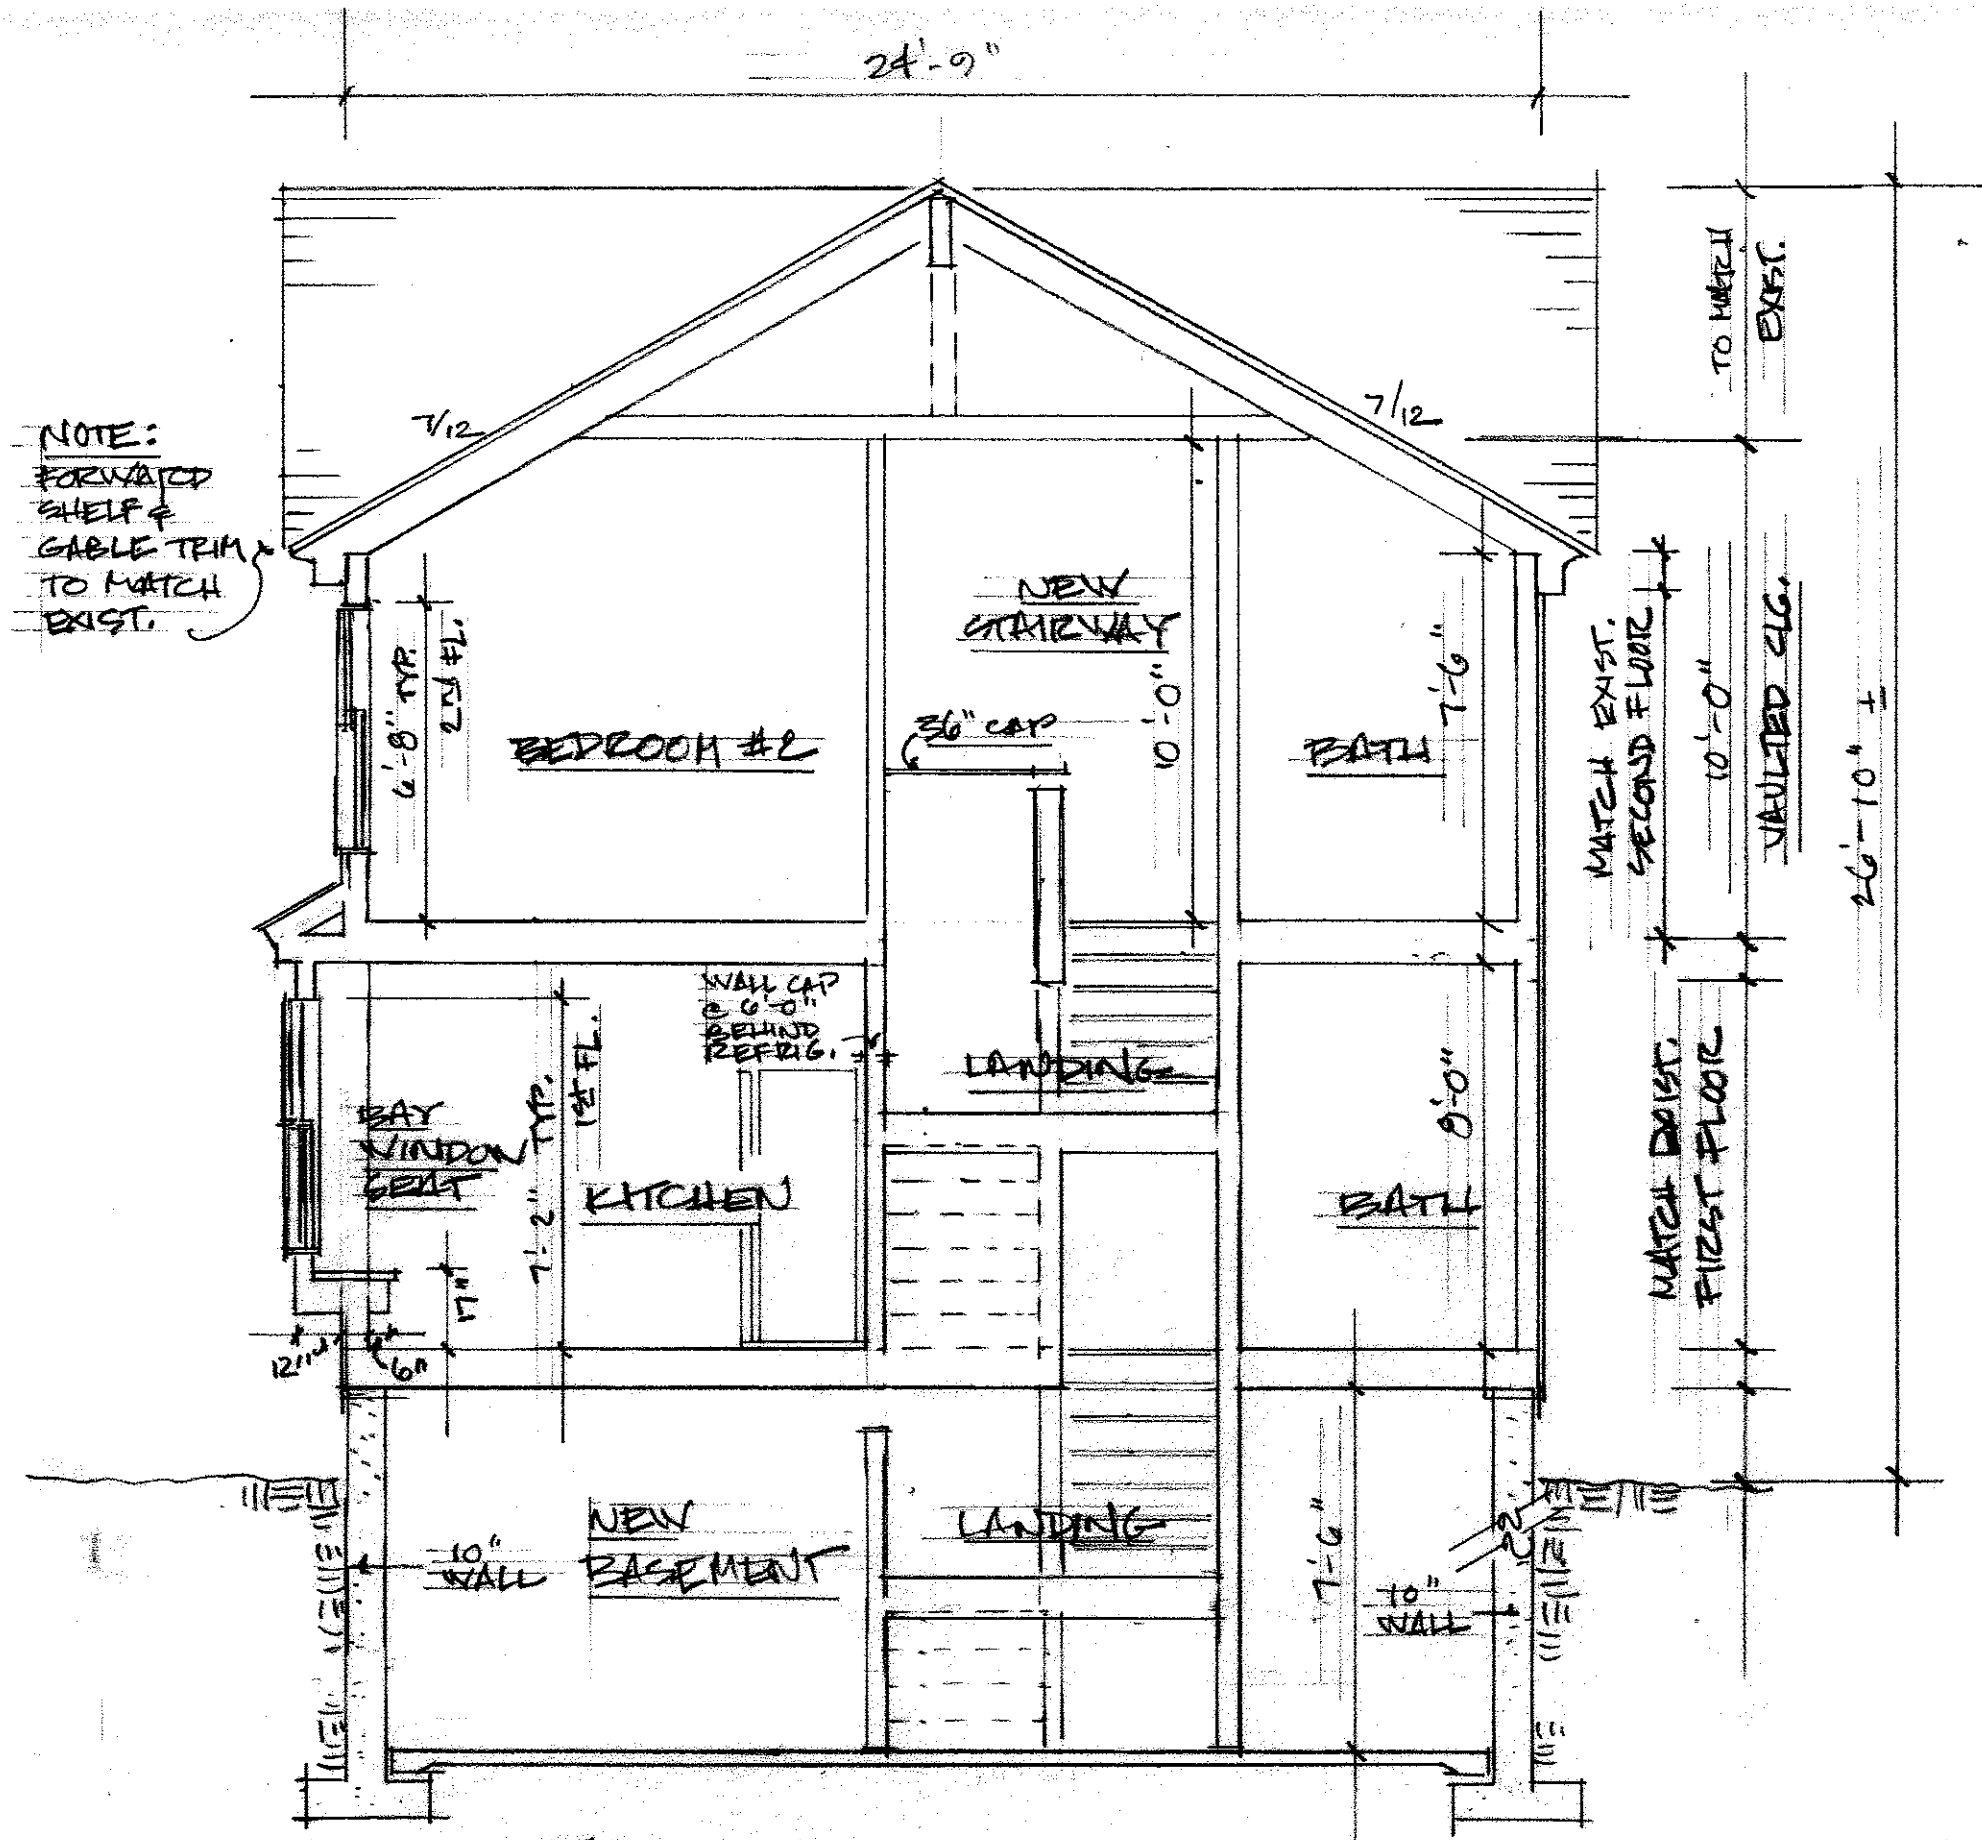 24'-9"
TO MATCH
EXIST.
7/12
7/12
NOTE:
FORWARD
SHELF &
GABLE TRIM
TO MATCH
EXIST.
6'-8" TYP.
2ND FL.
BEDROOM #2
NEW
STAIRWAY
36" CAP
10'-0"
BATH
7'-6"
MATCH EXIST.
SECOND FLOOR
10'-0"
VAULTED CLG.
26'-10" ±
WALL CAP
@ 6'-0"
BEHIND
REFRIG.
LANDING
BAY
WINDOW
SEAT
7'-2" TYP.
1ST FL.
KITCHEN
17"
12"
6"
BATH
8'-0"
MATCH EXIST.
FIRST FLOOR
10"
WALL
NEW
BASEMENT
LANDING
7'-6"
10"
WALL